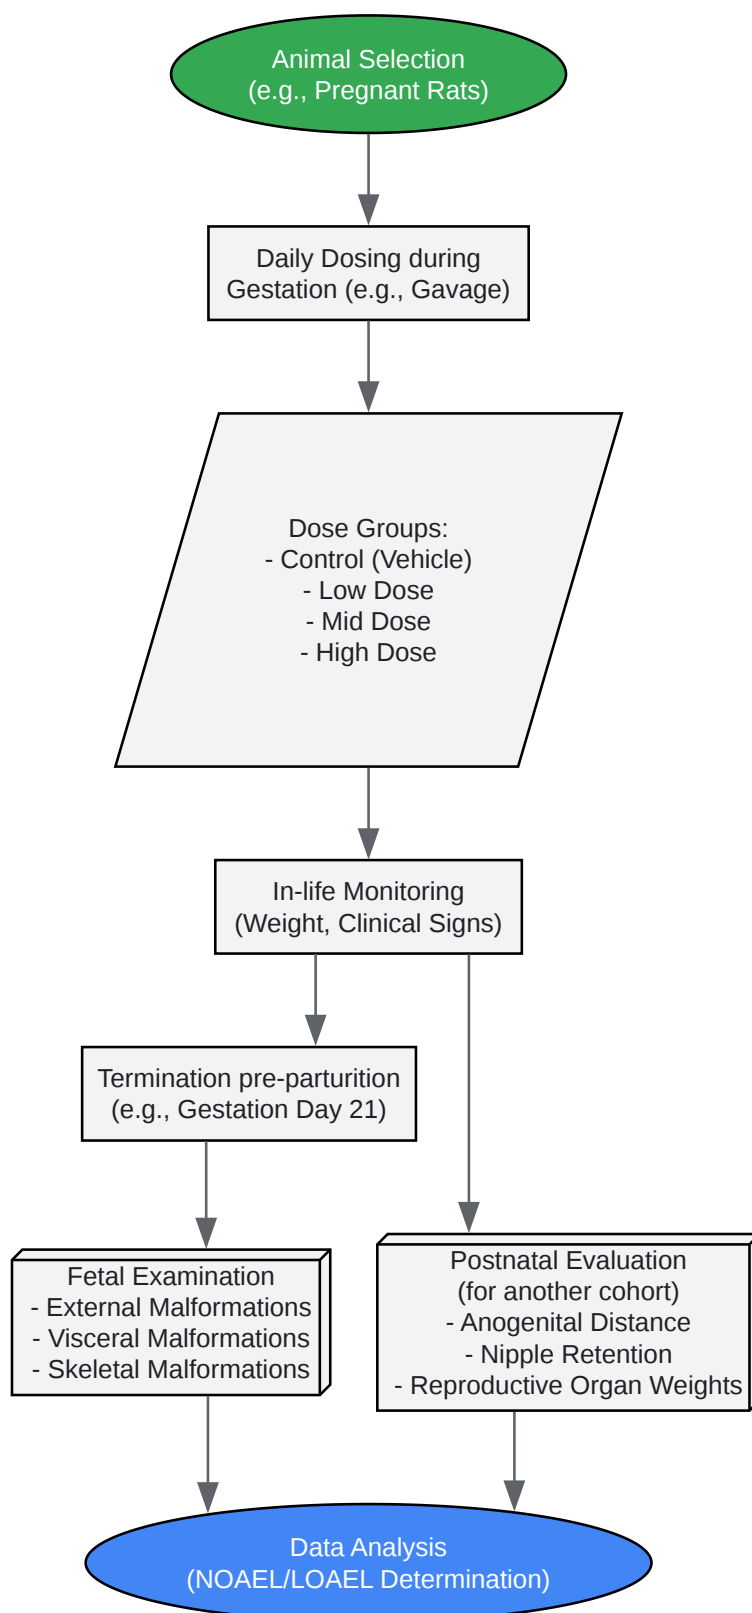 Animal Selection
(e.g., Pregnant Rats)
Daily Dosing during
Gestation (e.g., Gavage)
Dose Groups:
- Control (Vehicle)
- Low Dose
- Mid Dose
- High Dose
In-life Monitoring
(Weight, Clinical Signs)
Termination pre-parturition
(e.g., Gestation Day 21)
Fetal Examination
- External Malformations
- Visceral Malformations
- Skeletal Malformations
Postnatal Evaluation
(for another cohort)
- Anogenital Distance
- Nipple Retention
- Reproductive Organ Weights
Data Analysis
(NOAEL/LOAEL Determination)